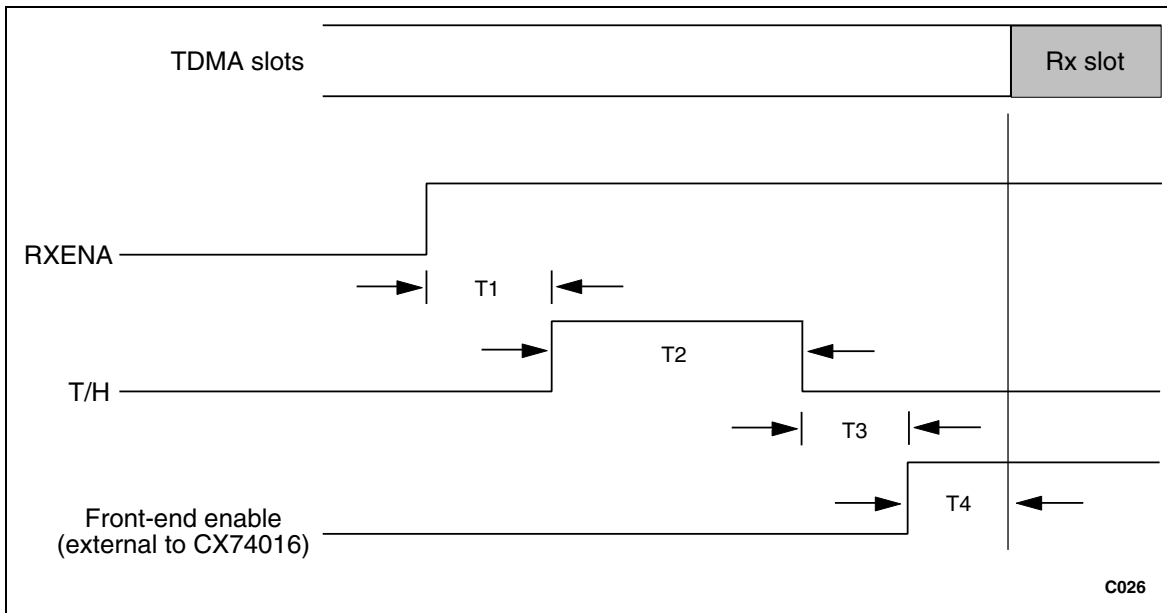 TDMA slots
Rx slot
RXENA
T1
T2
T/H
T3
T4
Front-end enable
(external to CX74016)
C026